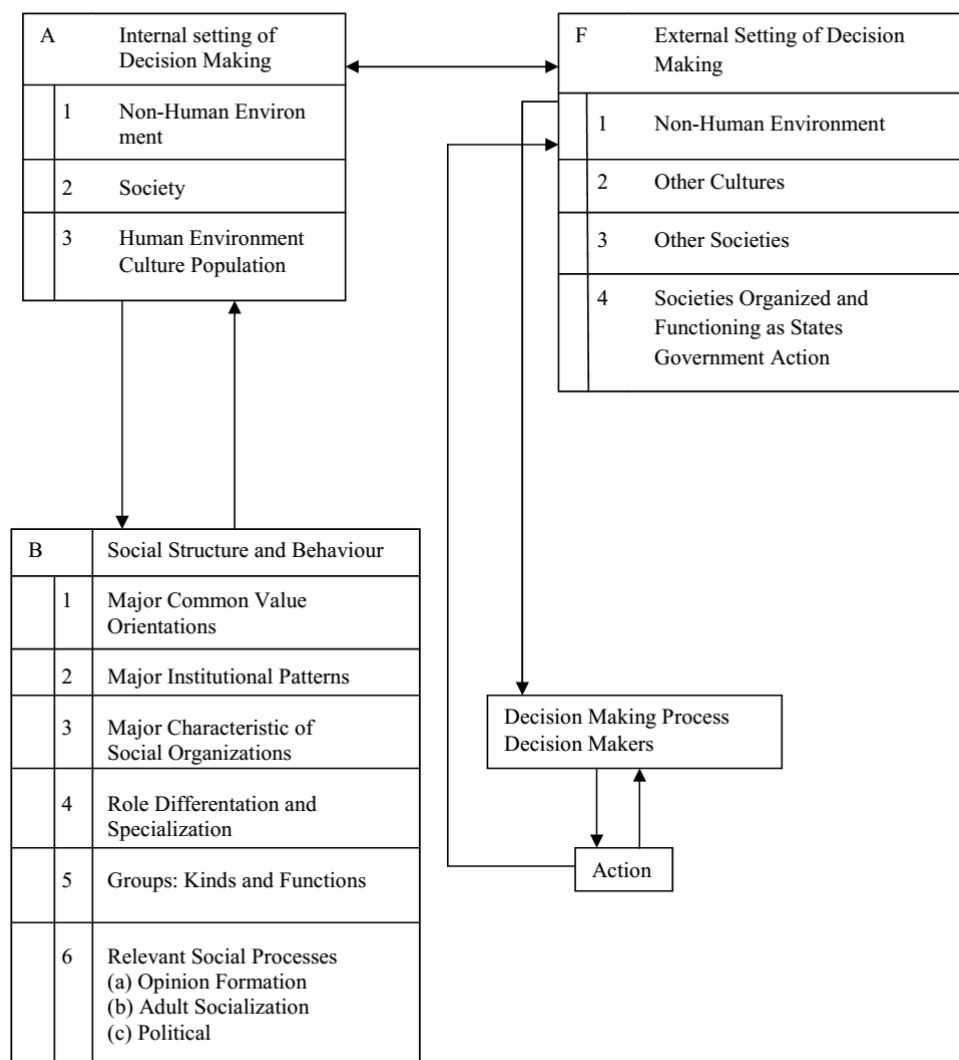 A Internal setting of
Decision Making
1 Non-Human Environ
ment
2 Society
3 Human Environment
Culture Population
F External Setting of Decision
Making
1 Non-Human Environment
2 Other Cultures
3 Other Societies
4 Societies Organized and
Functioning as States
Government Action
B Social Structure and Behaviour
1 Major Common Value
Orientations
2 Major Institutional Patterns
3 Major Characteristic of
Social Organizations
4 Role Differentation and
Specialization
5 Groups: Kinds and Functions
6 Relevant Social Processes
(a) Opinion Formation
(b) Adult Socialization
(c) Political
Decision Making Process
Decision Makers
Action